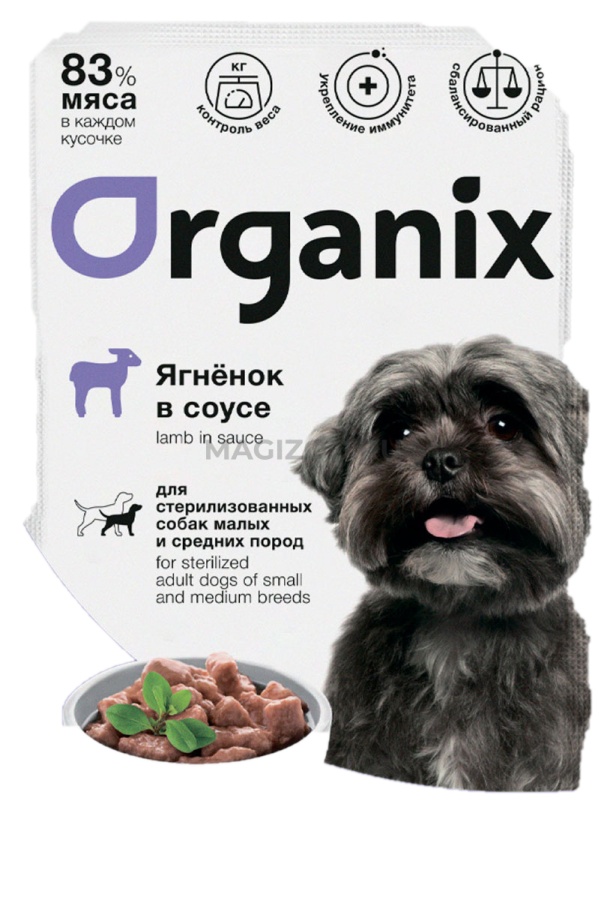 83%
мяса
в каждом
кусочке
кг
контроль веса
укрепление иммунитета
сбалансированный рацион
Organix
Ягнёнок
в соусе
lamb in sauce
для
стерилизованных
собак малых
и средних пород
for sterilized
adult dogs of small
and medium breeds